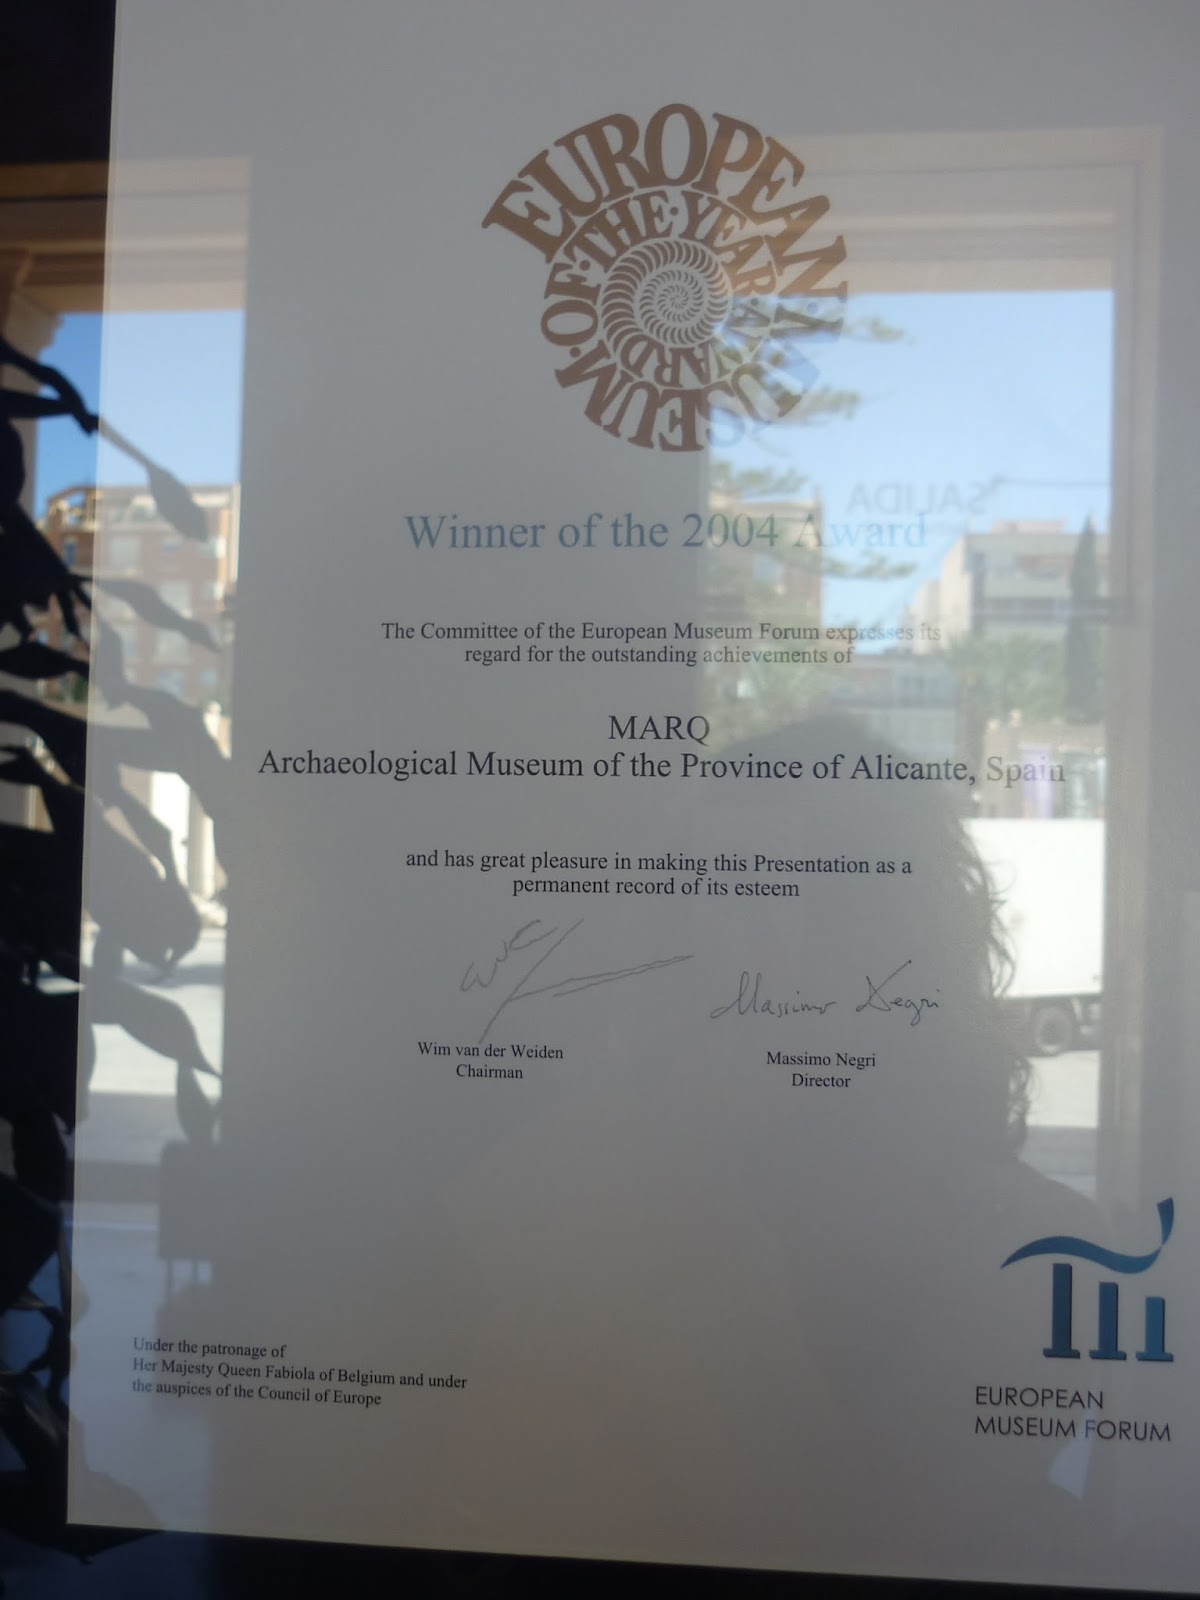 EUROPEAN · MUSEUM · OF · THE · YEAR · AWARD
Winner of the 2004 Award
The Committee of the European Museum Forum expresses its
regard for the outstanding achievements of
MARQ
Archaeological Museum of the Province of Alicante, Spain
and has great pleasure in making this Presentation as a
permanent record of its esteem
Massimo Negri
Wim van der Weiden
Chairman
Massimo Negri
Director
Under the patronage of
Her Majesty Queen Fabiola of Belgium and under
the auspices of the Council of Europe
EUROPEAN
MUSEUM FORUM
SALIDA